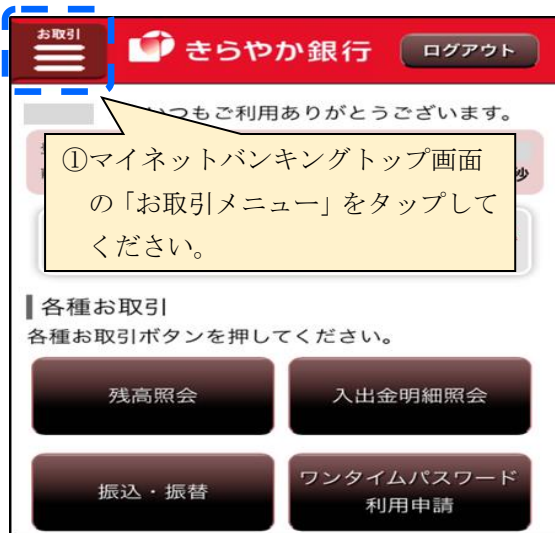 お取引
きらやか銀行
ログアウト
いつもご利用ありがとうございます。
秒
①マイネットバンキングトップ画面
の「お取引メニュー」をタップして
ください。
各種お取引
各種お取引ボタンを押してください。
残高照会
入出金明細照会
振込・振替
ワンタイムパスワード
利用申請